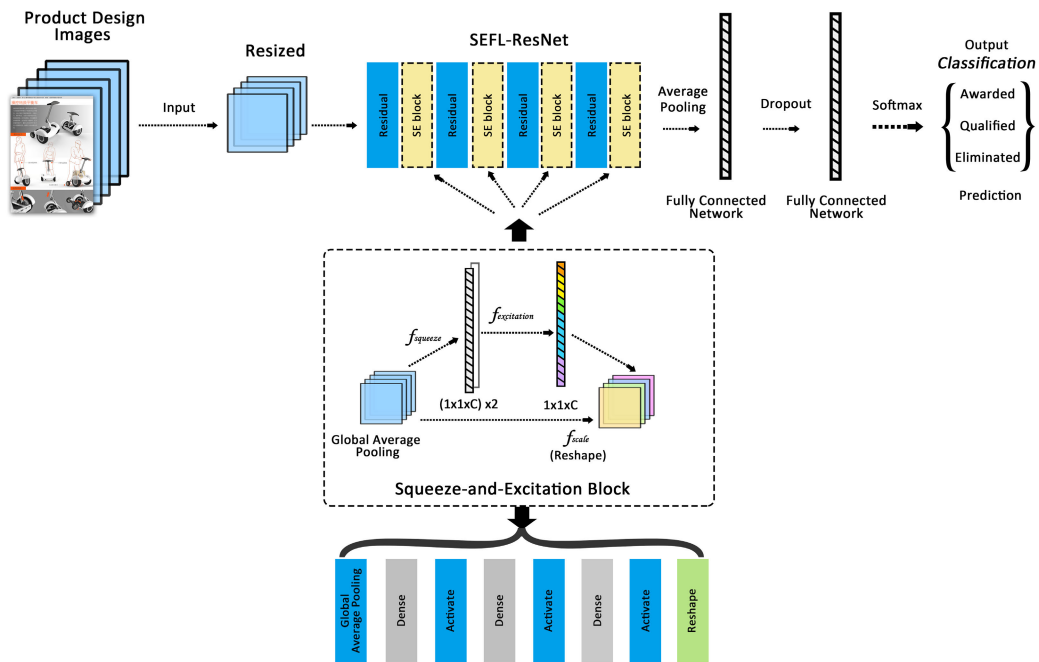 Product Design
Images
Input
Resized
SEFL-ResNet
Residual
SE block
Residual
SE block
Residual
SE block
Residual
SE block
Average
Pooling
Fully Connected
Network
Dropout
Fully Connected
Network
Softmax
Output
Classification
Awarded
Qualified
Eliminated
Prediction
fsqueeze
fexcitation
(1x1xC) x2
1x1xC
Global Average
Pooling
fscale
(Reshape)
Squeeze-and-Excitation Block
Global
Average Pooling
Dense
Activate
Dense
Activate
Dense
Activate
Reshape